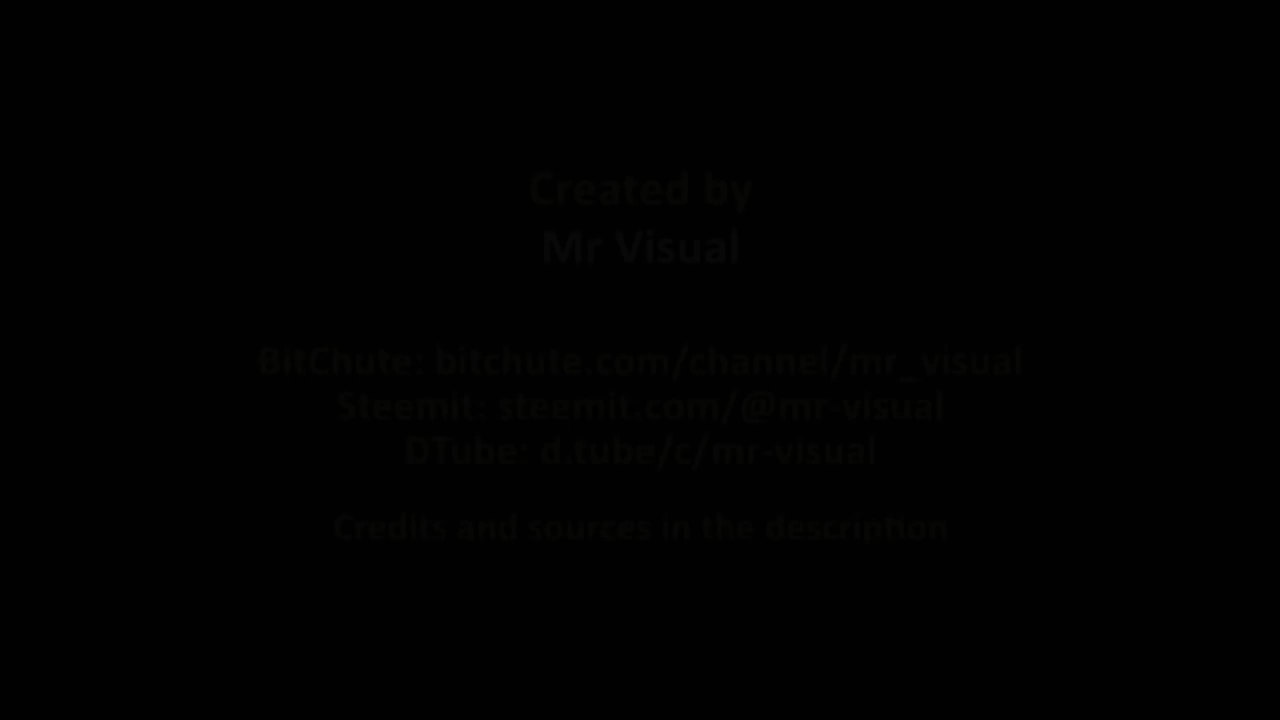 Created by
Mr Visual
BitChute: bitchute.com/channel/mr_visual
Steemit: steemit.com/@mr-visual
DTube: d.tube/c/mr-visual
Credits and sources in the description